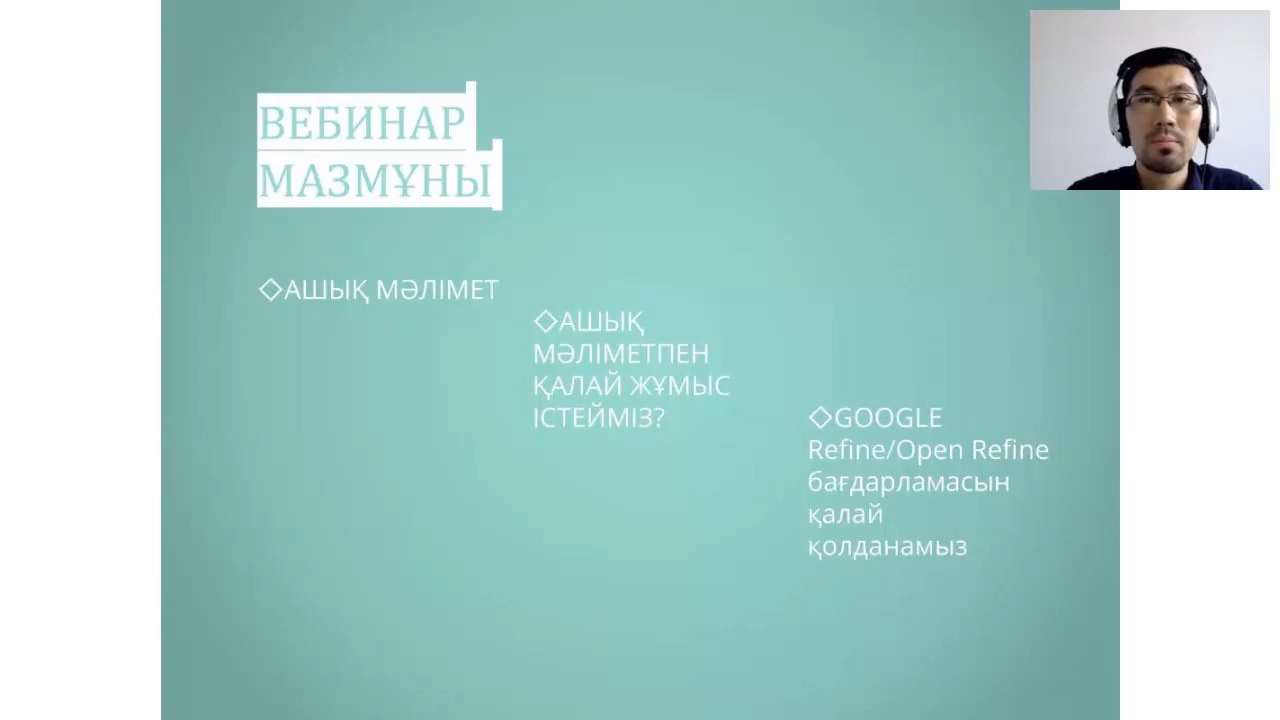 ВЕБИНАР
МАЗМҰНЫ
◇АШЫҚ МӘЛІМЕТ
◇АШЫҚ
МӘЛІМЕТПЕН
ҚАЛАЙ ЖҰМЫС
ІСТЕЙМІЗ?
◇GOOGLE
Refine/Open Refine
бағдарламасын
қалай
қолданамыз